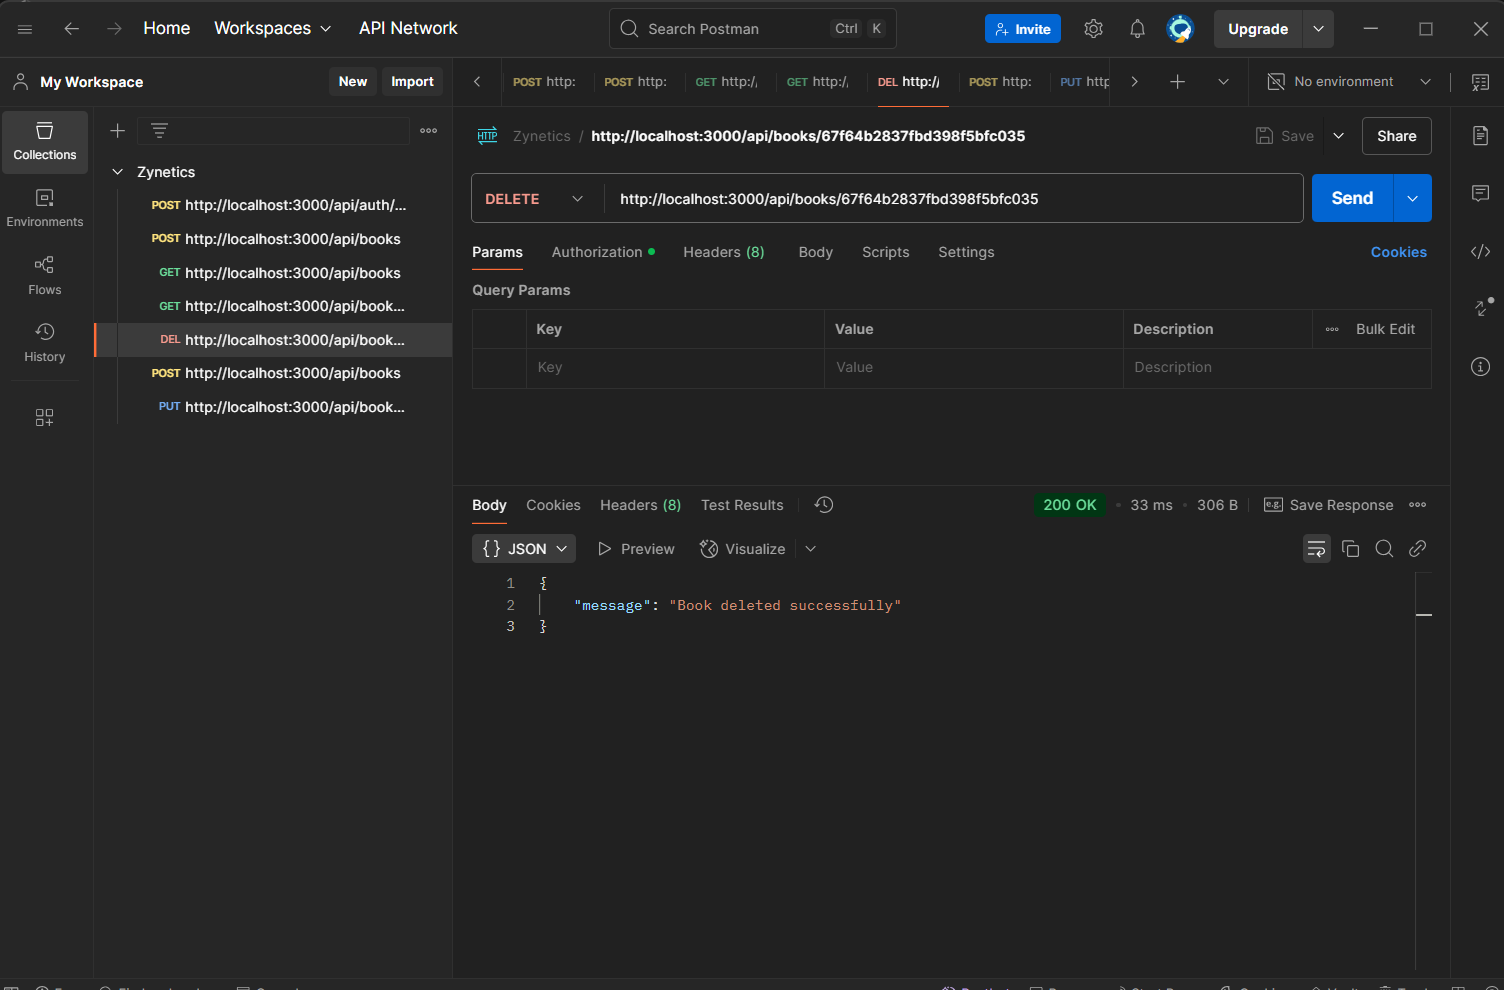 Home Workspaces API Network Search Postman Ctrl K Invite Upgrade
My Workspace New Import POST http: POST http: GET http:/, GET http:/, DEL http:// POST http: PUT http No environment
Collections
Environments
Flows
History
Zynetics
POST http://localhost:3000/api/auth/...
POST http://localhost:3000/api/books
GET http://localhost:3000/api/books
GET http://localhost:3000/api/book...
DEL http://localhost:3000/api/book...
POST http://localhost:3000/api/books
PUT http://localhost:3000/api/book...
HTTP Zynetics / http://localhost:3000/api/books/67f64b2837fbd398f5bfc035 Save Share
DELETE http://localhost:3000/api/books/67f64b2837fbd398f5bfc035 Send
Params Authorization Headers (8) Body Scripts Settings Cookies
Query Params
Key Value Description Bulk Edit
Key Value Description
Body Cookies Headers (8) Test Results 200 OK 33 ms 306 B e.g. Save Response
{} JSON Preview Visualize
1 {
2 "message": "Book deleted successfully"
3 }